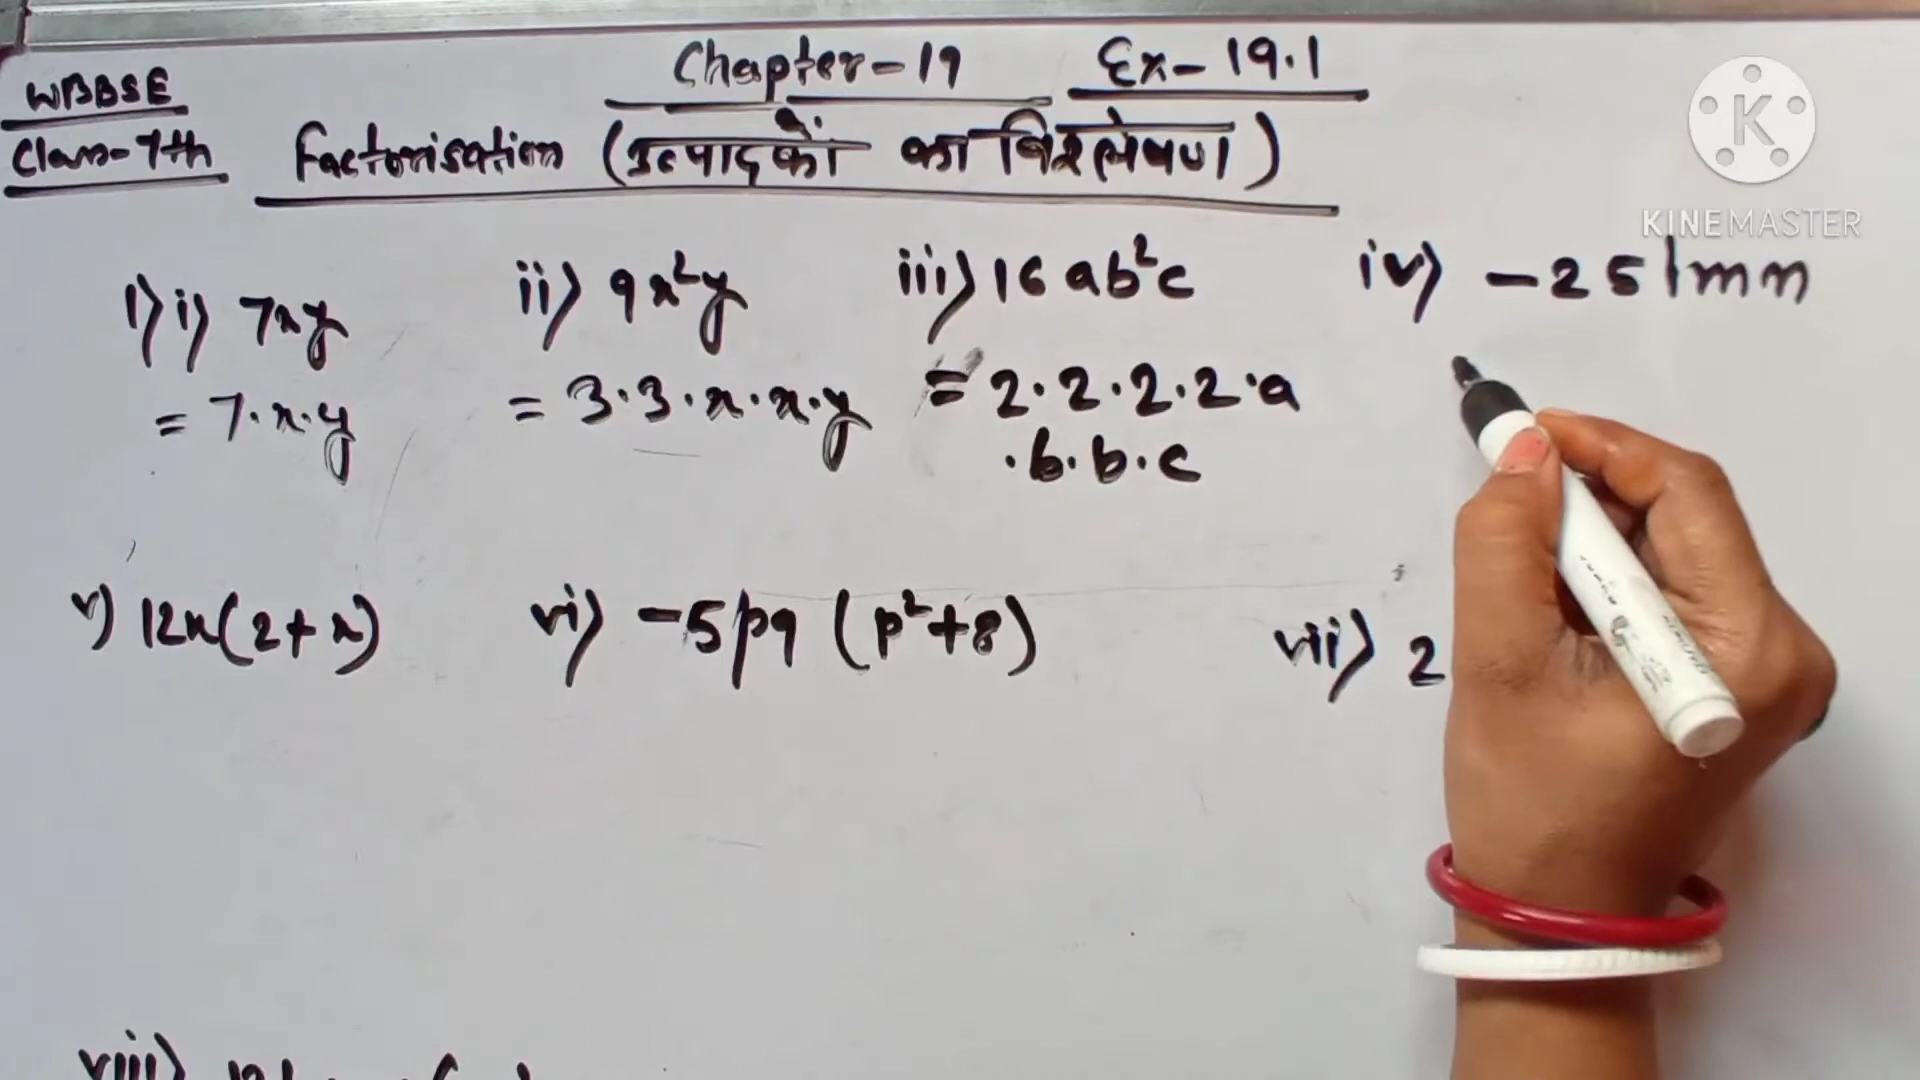 Chapter-19 Ex-19.1
WBBSE
Class-7th Factorisation (उत्पादकों का विश्लेषण)
1) i) 7xy ii) 9x²y iii) 16ab²c iv) -25lmn
= 7.x.y = 3.3.x.x.y = 2.2.2.2.a
.b.b.c
v) 12x(2+x) vi) -5pq (p²+8) vii) 2
viii)
KINEMASTER